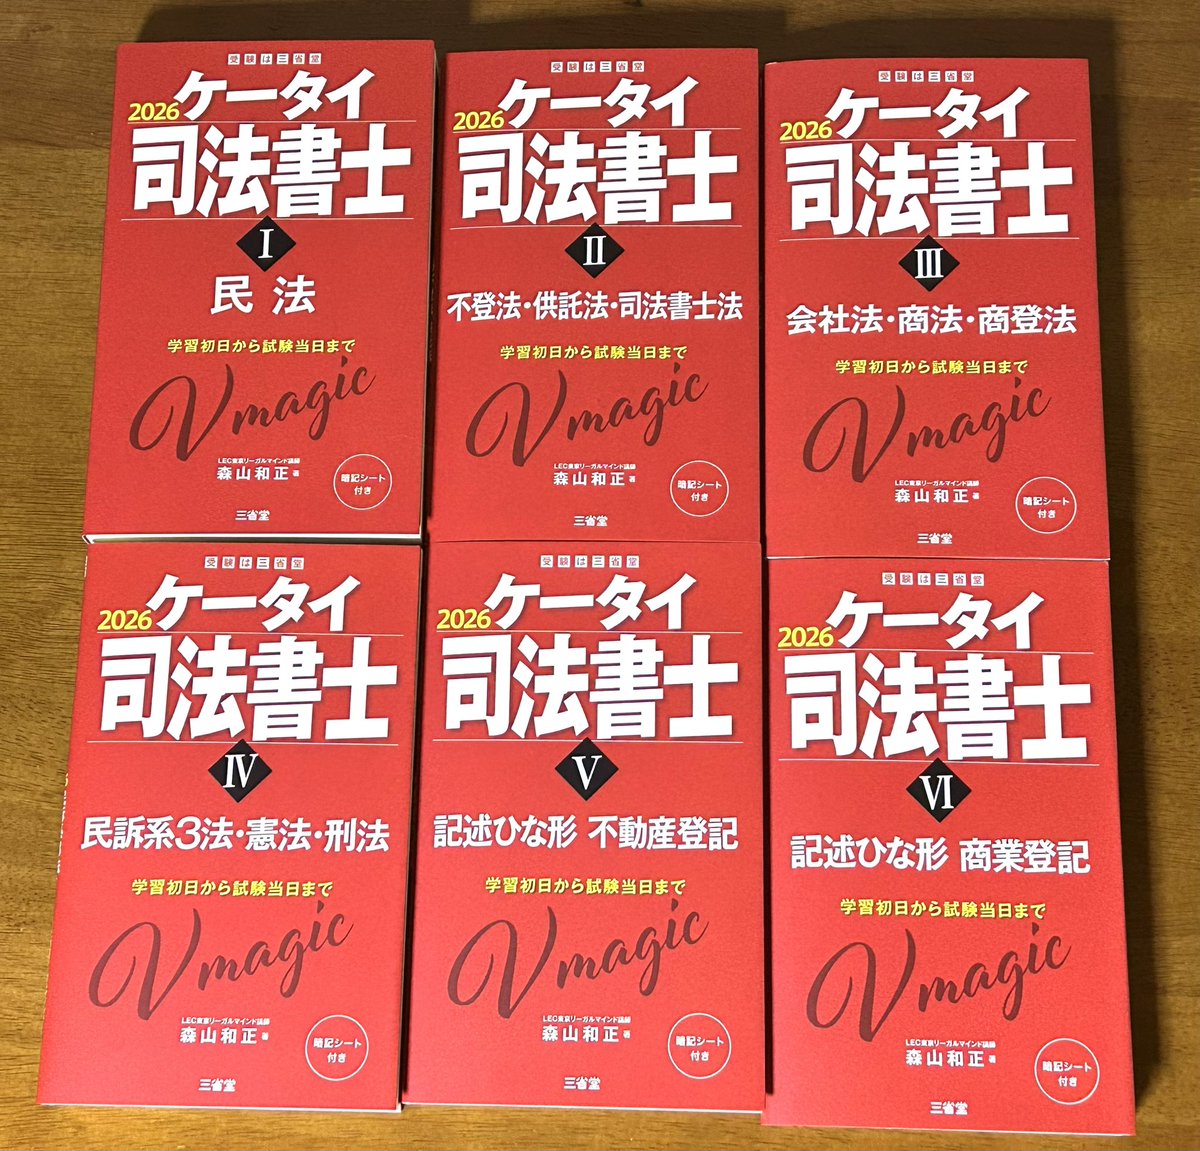 受験は三省堂
2026 ケータイ
司法書士
I
民法
学習初日から試験当日まで
Vmagic
LEC東京リーガルマインド講師
森山和正 著
暗記シート
付き
三省堂
受験は三省堂
2026 ケータイ
司法書士
II
不登法・供託法・司法書士法
学習初日から試験当日まで
Vmagic
LEC東京リーガルマインド講師
森山和正 著
暗記シート
付き
三省堂
受験は三省堂
2026 ケータイ
司法書士
III
会社法・商法・商登法
学習初日から試験当日まで
Vmagic
LEC東京リーガルマインド講師
森山和正 著
暗記シート
付き
三省堂
受験は三省堂
2026 ケータイ
司法書士
IV
民訴系3法・憲法・刑法
学習初日から試験当日まで
Vmagic
LEC東京リーガルマインド講師
森山和正 著
暗記シート
付き
三省堂
受験は三省堂
2026 ケータイ
司法書士
V
記述ひな形 不動産登記
学習初日から試験当日まで
Vmagic
LEC東京リーガルマインド講師
森山和正 著
暗記シート
付き
三省堂
受験は三省堂
2026 ケータイ
司法書士
VI
記述ひな形 商業登記
学習初日から試験当日まで
Vmagic
LEC東京リーガルマインド講師
森山和正 著
暗記シート
付き
三省堂